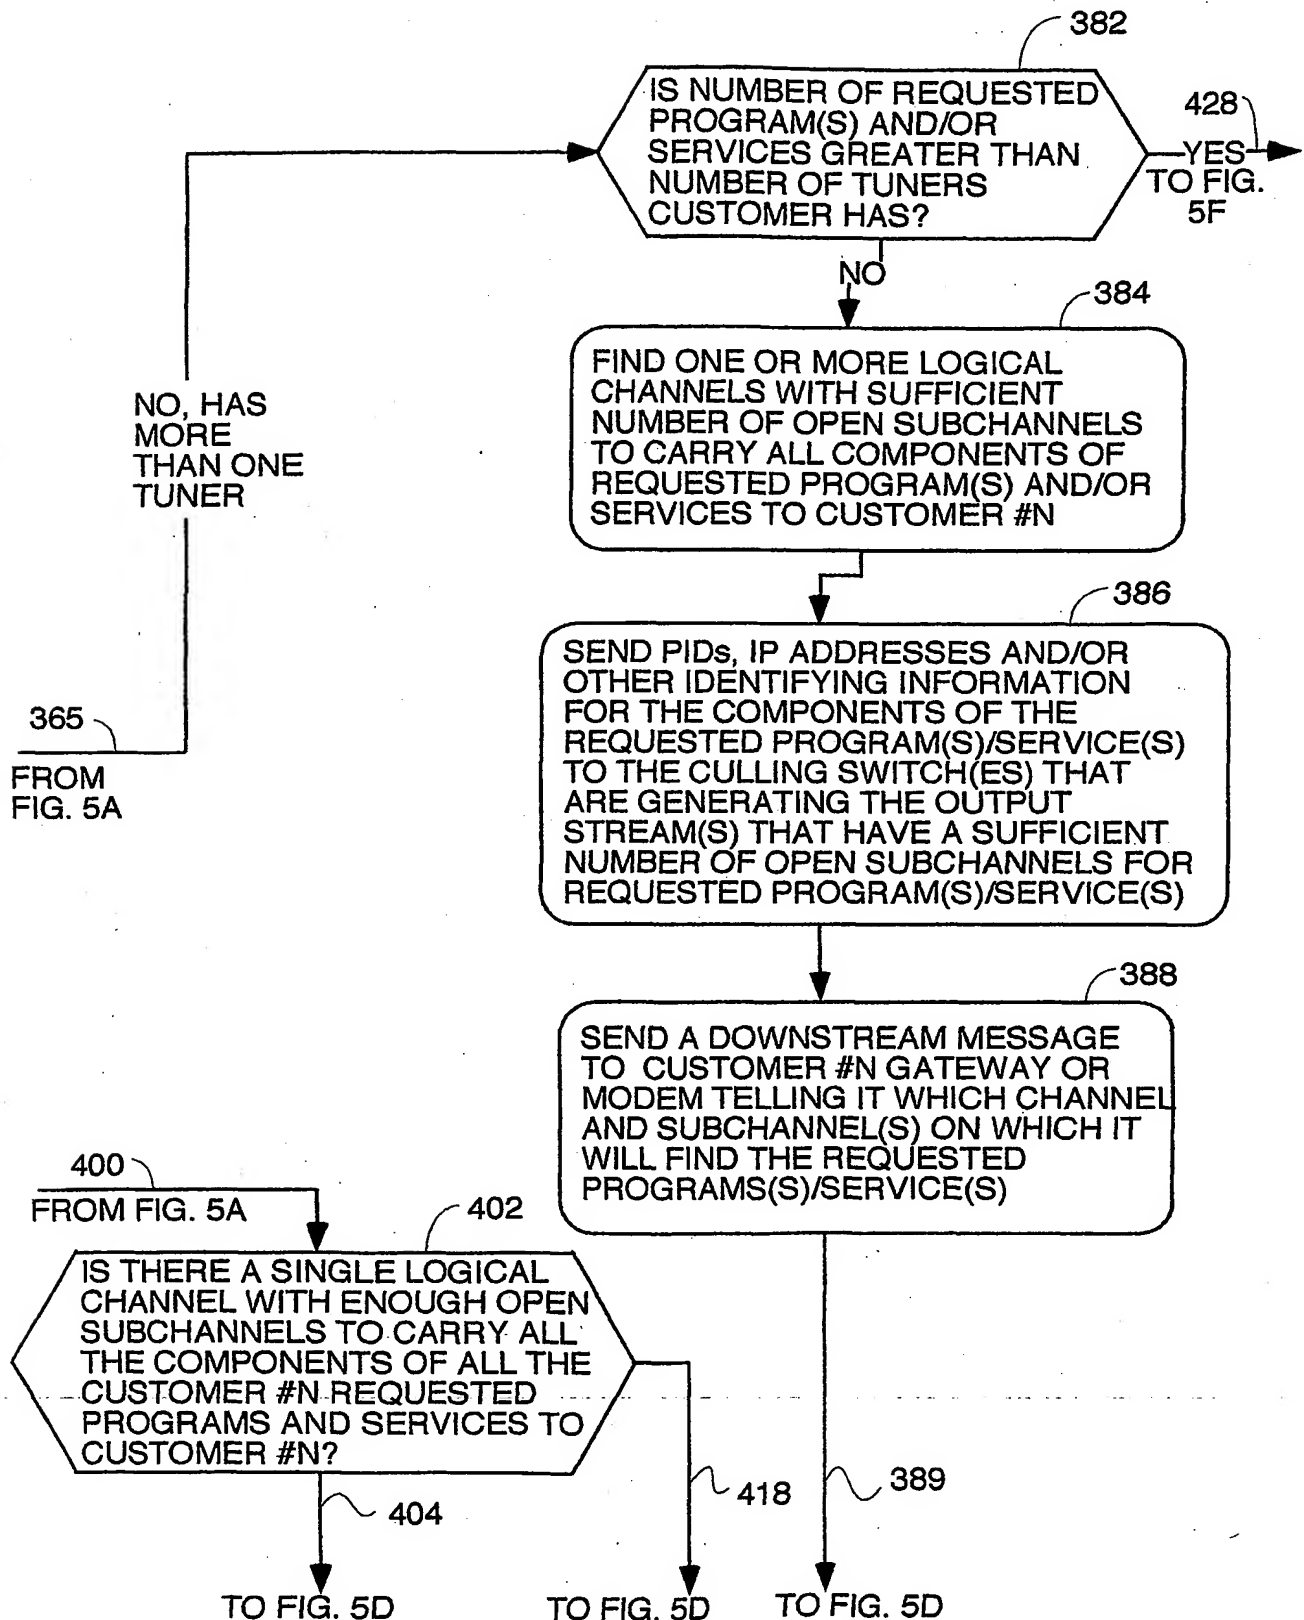 382
IS NUMBER OF REQUESTED
PROGRAM(S) AND/OR
SERVICES GREATER THAN
NUMBER OF TUNERS
CUSTOMER HAS?
428
YES
TO FIG.
5F
NO
384
FIND ONE OR MORE LOGICAL
CHANNELS WITH SUFFICIENT
NUMBER OF OPEN SUBCHANNELS
TO CARRY ALL COMPONENTS OF
REQUESTED PROGRAM(S) AND/OR
SERVICES TO CUSTOMER #N
NO, HAS
MORE
THAN ONE
TUNER
386
SEND PIDs, IP ADDRESSES AND/OR
OTHER IDENTIFYING INFORMATION
FOR THE COMPONENTS OF THE
REQUESTED PROGRAM(S)/SERVICE(S)
TO THE CULLING SWITCH(ES) THAT
ARE GENERATING THE OUTPUT
STREAM(S) THAT HAVE A SUFFICIENT
NUMBER OF OPEN SUBCHANNELS FOR
REQUESTED PROGRAM(S)/SERVICE(S)
365
FROM
FIG. 5A
388
SEND A DOWNSTREAM MESSAGE
TO CUSTOMER #N GATEWAY OR
MODEM TELLING IT WHICH CHANNEL
AND SUBCHANNEL(S) ON WHICH IT
WILL FIND THE REQUESTED
PROGRAMS(S)/SERVICE(S)
400
FROM FIG. 5A
402
IS THERE A SINGLE LOGICAL
CHANNEL WITH ENOUGH OPEN
SUBCHANNELS TO CARRY ALL
THE COMPONENTS OF ALL THE
CUSTOMER #N REQUESTED
PROGRAMS AND SERVICES TO
CUSTOMER #N?
404
418
389
TO FIG. 5D
TO FIG. 5D
TO FIG. 5D